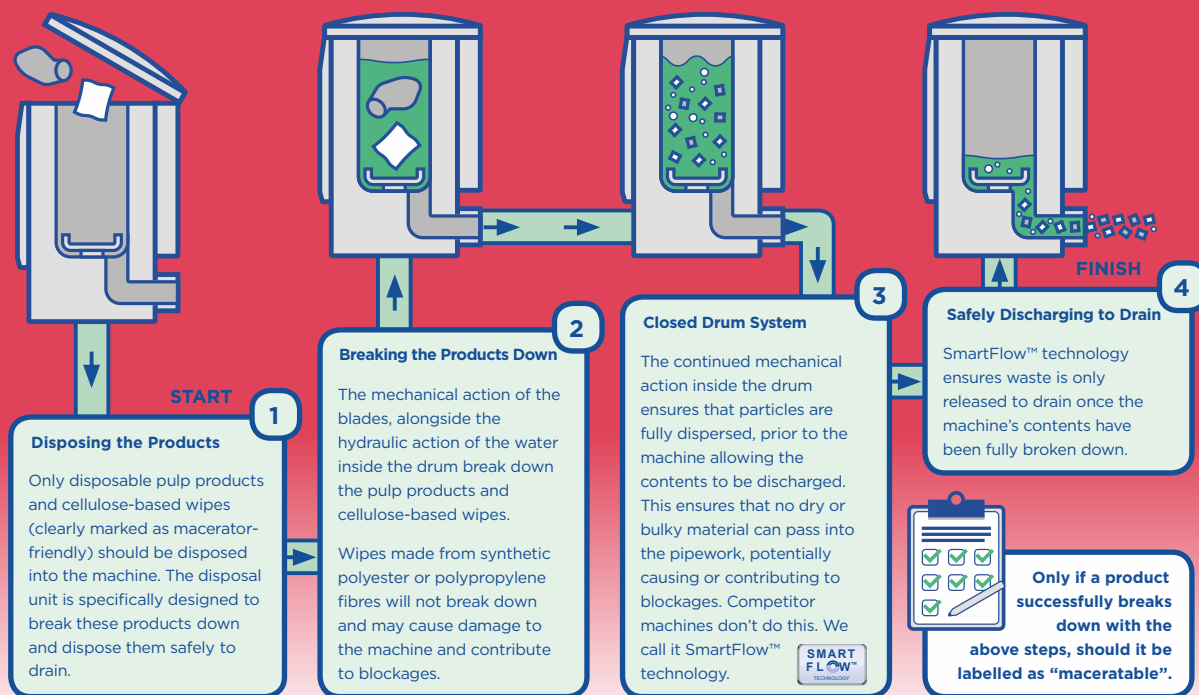 START
1
Disposing the Products
Only disposable pulp products
and cellulose-based wipes
(clearly marked as macerator-
friendly) should be disposed
into the machine. The disposal
unit is specifically designed to
break these products down
and dispose them safely to
drain.
2
Breaking the Products Down
The mechanical action of the
blades, alongside the
hydraulic action of the water
inside the drum break down
the pulp products and
cellulose-based wipes.
Wipes made from synthetic
polyester or polypropylene
fibres will not break down
and may cause damage to
the machine and contribute
to blockages.
3
Closed Drum System
The continued mechanical
action inside the drum
ensures that particles are
fully dispersed, prior to the
machine allowing the
contents to be discharged.
This ensures that no dry or
bulky material can pass into
the pipework, potentially
causing or contributing to
blockages. Competitor
machines don’t do this. We
call it SmartFlow™
technology.
SMART
FLOW™
TECHNOLOGY
FINISH
4
Safely Discharging to Drain
SmartFlow™ technology
ensures waste is only
released to drain once the
machine’s contents have
been fully broken down.
Only if a product
successfully breaks
down with the
above steps, should it be
labelled as “maceratable”.